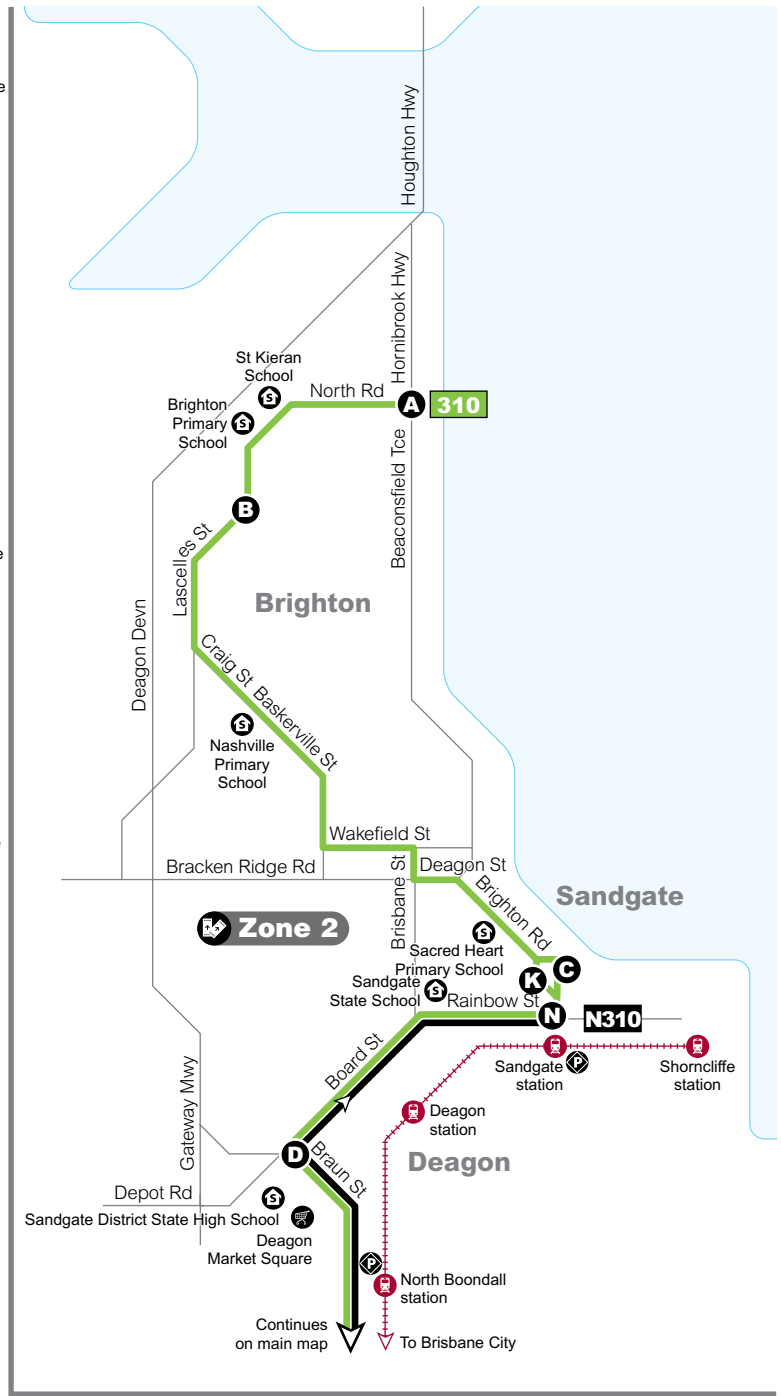 e
Houghton Hwy
Hornibrook Hwy
St Kieran
School
North Rd
A
310
Brighton
Primary
School
Beaconsfield Tce
B
e
Lascelles St
Brighton
Deagon Devn
Craig St
Baskerville St
Nashville
Primary
School
e
Wakefield St
Bracken Ridge Rd
Brisbane St
Deagon St
Brighton Rd
Sandgate
Zone 2
Sacred Heart
Primary School
C
K
Sandgate
State School
Rainbow St
N
N310
Board St
Sandgate
station
P
Shorncliffe
station
Deagon
station
Gateway Mwy
D
Braun St
Deagon
Depot Rd
Sandgate District State High School
Deagon
Market Square
P
North Boondall
station
Continues
on main map
To Brisbane City